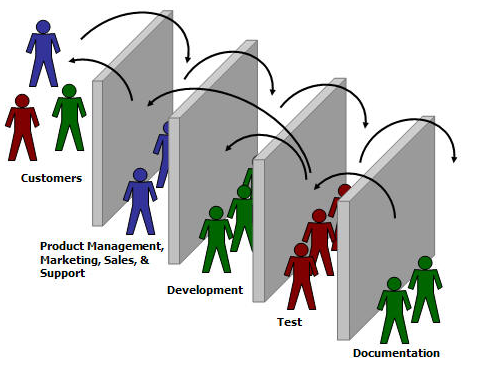 Customers
Product Management,
Marketing, Sales, &
Support
Development
Test
Documentation